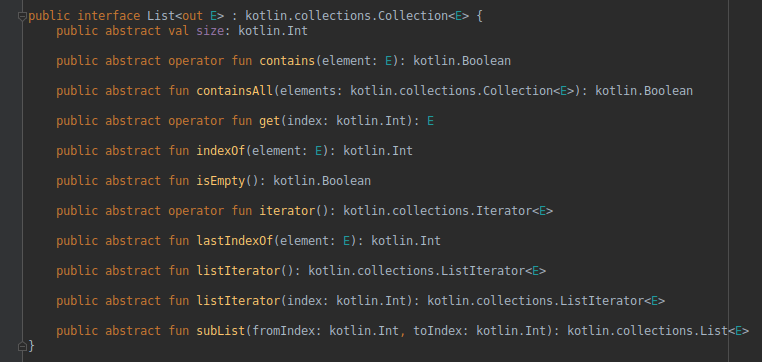 public interface List<out E> : kotlin.collections.Collection<E> {
public abstract val size: kotlin.Int
public abstract operator fun contains(element: E): kotlin.Boolean
public abstract fun containsAll(elements: kotlin.collections.Collection<E>): kotlin.Boolean
public abstract operator fun get(index: kotlin.Int): E
public abstract fun indexOf(element: E): kotlin.Int
public abstract fun isEmpty(): kotlin.Boolean
public abstract operator fun iterator(): kotlin.collections.Iterator<E>
public abstract fun lastIndexOf(element: E): kotlin.Int
public abstract fun listIterator(): kotlin.collections.ListIterator<E>
public abstract fun listIterator(index: kotlin.Int): kotlin.collections.ListIterator<E>
public abstract fun subList(fromIndex: kotlin.Int, toIndex: kotlin.Int): kotlin.collections.List<E>
}